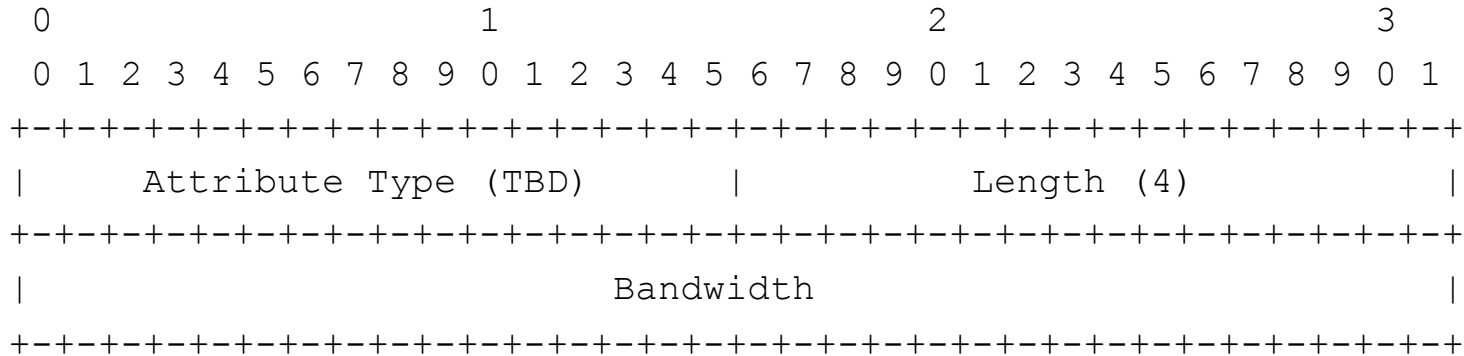 0                   1                   2                   3
 0 1 2 3 4 5 6 7 8 9 0 1 2 3 4 5 6 7 8 9 0 1 2 3 4 5 6 7 8 9 0 1
+-+-+-+-+-+-+-+-+-+-+-+-+-+-+-+-+-+-+-+-+-+-+-+-+-+-+-+-+-+-+-+-+
|     Attribute Type (TBD)      |          Length (4)           |
+-+-+-+-+-+-+-+-+-+-+-+-+-+-+-+-+-+-+-+-+-+-+-+-+-+-+-+-+-+-+-+-+
|                          Bandwidth                            |
+-+-+-+-+-+-+-+-+-+-+-+-+-+-+-+-+-+-+-+-+-+-+-+-+-+-+-+-+-+-+-+-+